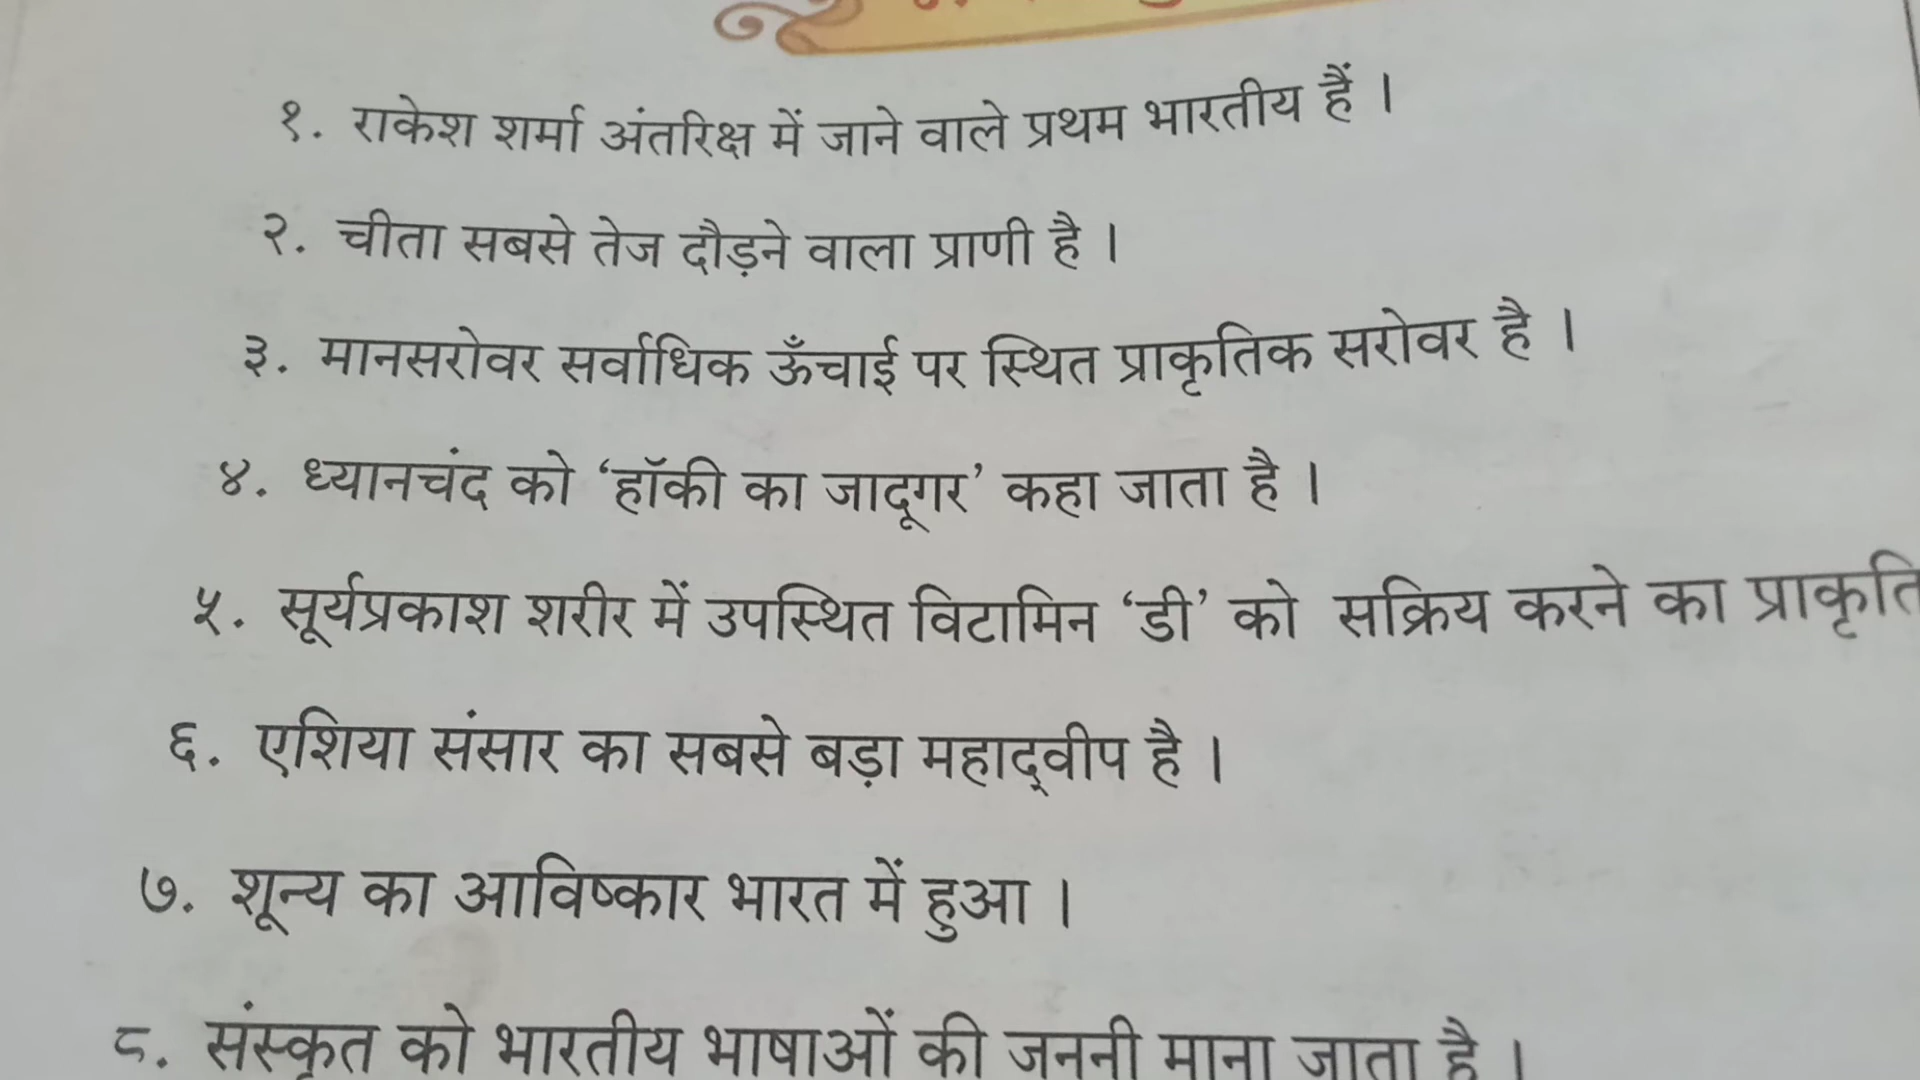 १. राकेश शर्मा अंतरिक्ष में जाने वाले प्रथम भारतीय हैं ।
२. चीता सबसे तेज दौड़ने वाला प्राणी है ।
३. मानसरोवर सर्वाधिक ऊँचाई पर स्थित प्राकृतिक सरोवर है ।
४. ध्यानचंद को ‘हॉकी का जादूगर’ कहा जाता है ।
५. सूर्यप्रकाश शरीर में उपस्थित विटामिन ‘डी’ को सक्रिय करने का
६. एशिया संसार का सबसे बड़ा महाद्‌वीप है ।
७. शून्य का आविष्कार भारत में हुआ ।
८. संस्कृत को भारतीय भाषाओं की जननी माना जाता है ।